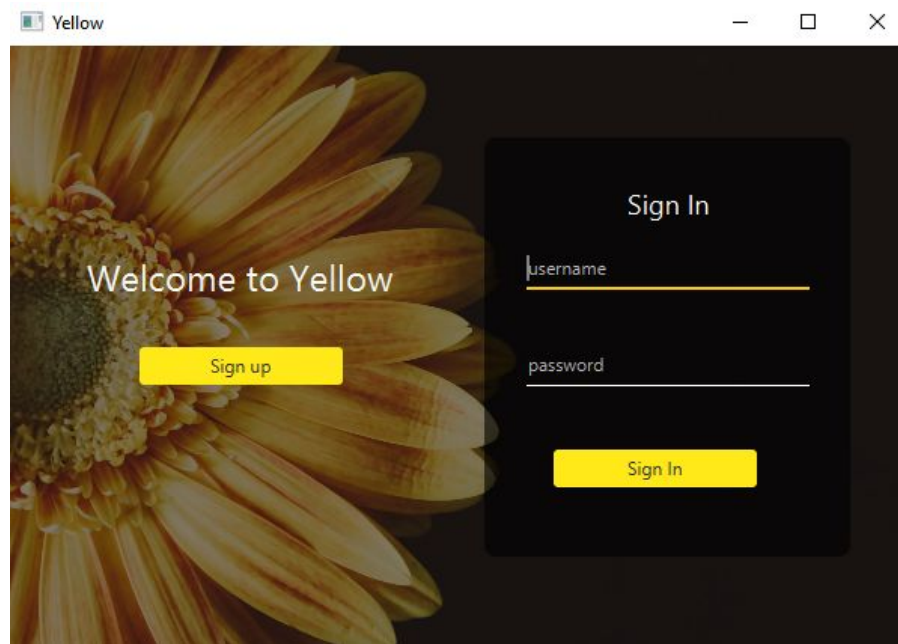 Yellow
Welcome to Yellow
Sign up
Sign In
username
password
Sign In